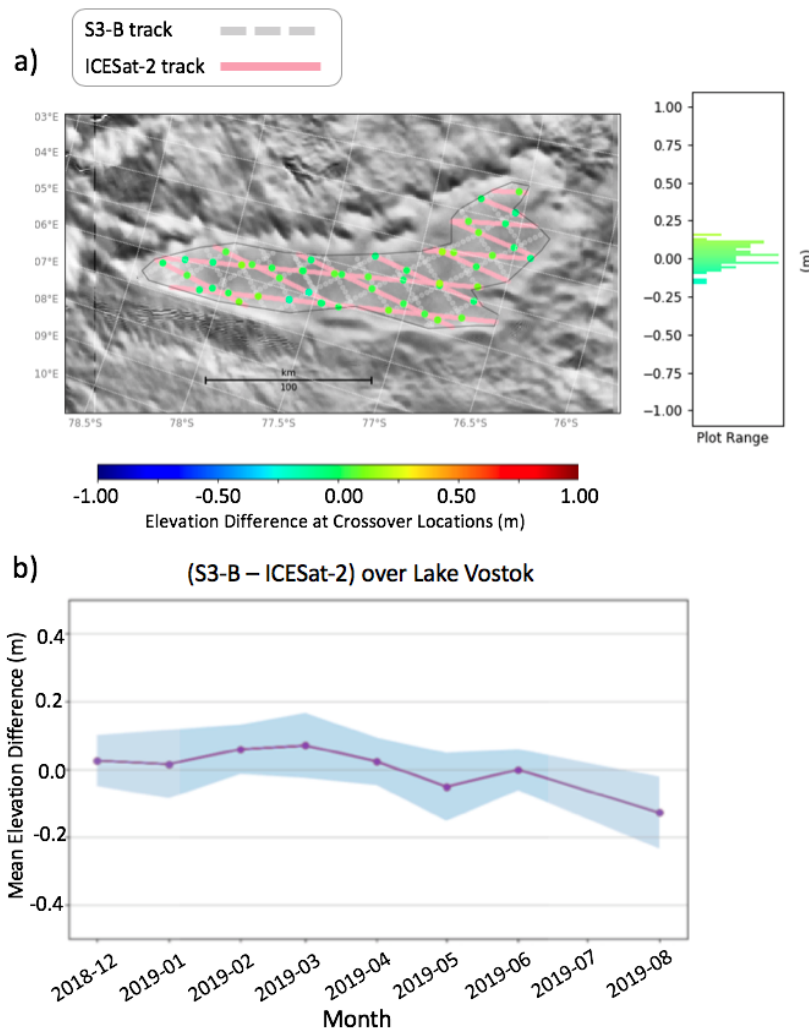 S3-B track
ICESat-2 track
a)
03°E
04°E
05°E
06°E
07°E
08°E
09°E
10°E
km
100
78.5°S
78°S
77.5°S
77°S
76.5°S
76°S
1.00
0.75
0.50
0.25
0.00
−0.25
−0.50
−0.75
−1.00
(m)
Plot Range
-1.00
-0.50
0.00
0.50
1.00
Elevation Difference at Crossover Locations (m)
b)
(S3-B – ICESat-2) over Lake Vostok
Mean Elevation Difference (m)
0.4
0.2
0.0
-0.2
-0.4
2018-12
2019-01
2019-02
2019-03
2019-04
2019-05
2019-06
2019-07
2019-08
Month